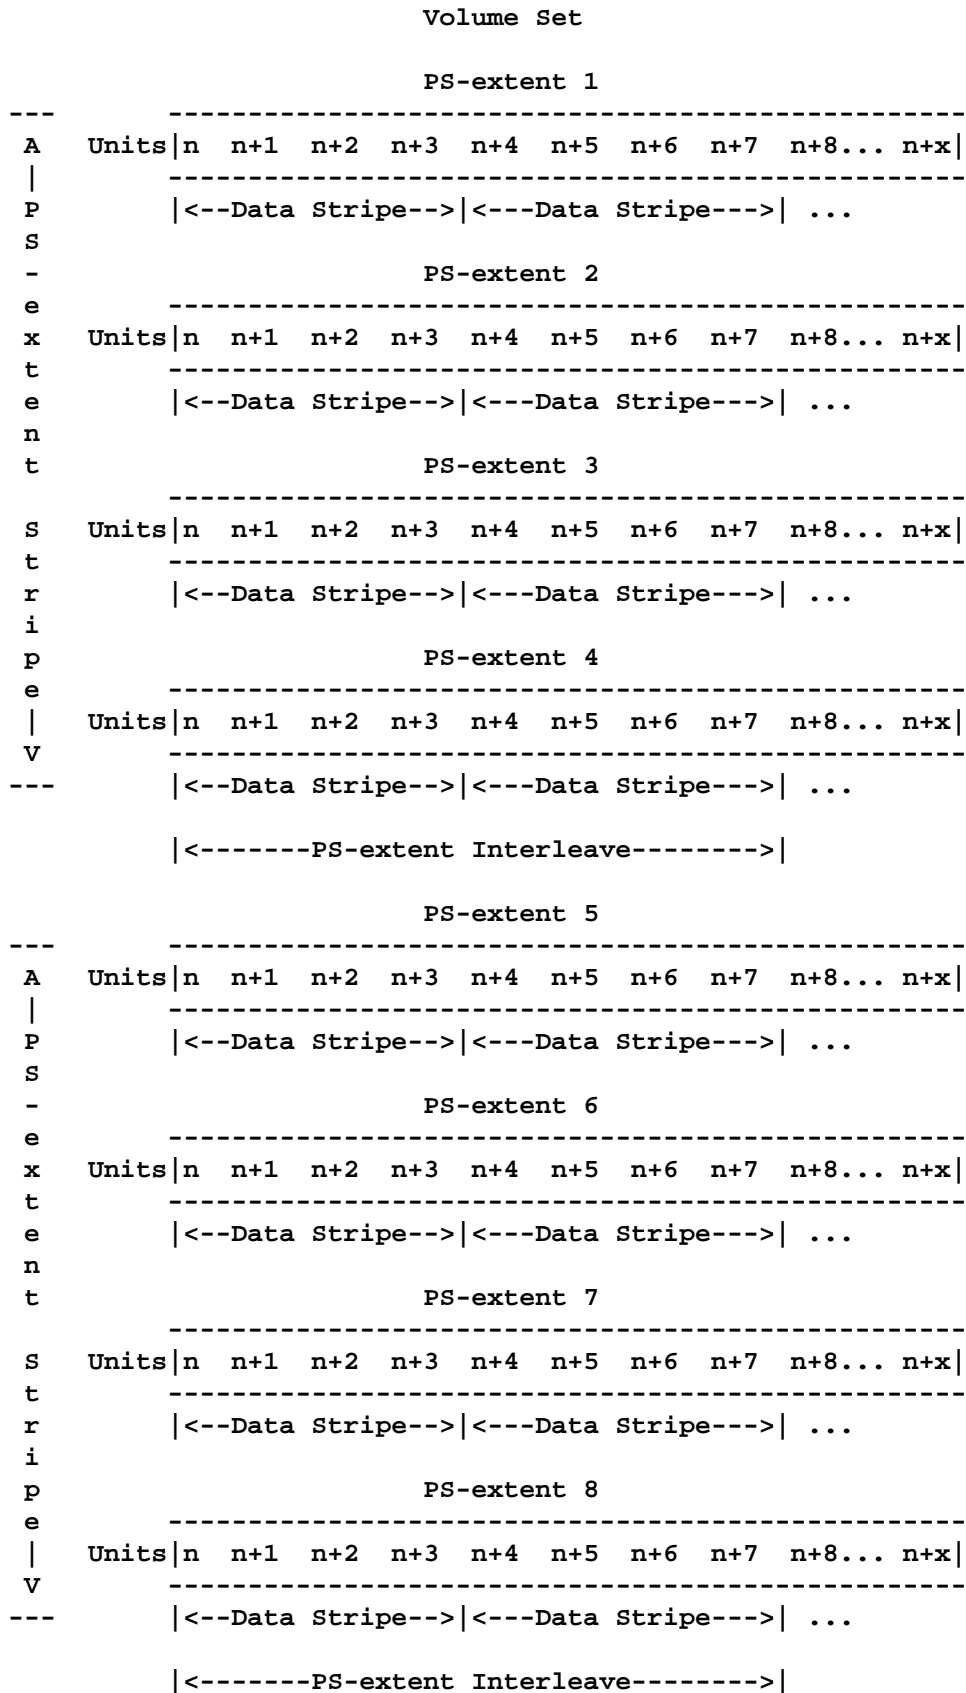 Volume Set

                          PS-extent 1
---       --------------------------------------------------
 A   Units|n  n+1  n+2  n+3  n+4  n+5  n+6  n+7  n+8... n+x|
 |        --------------------------------------------------
 P        |<--Data Stripe-->|<---Data Stripe--->| ...
 S
 -                        PS-extent 2
 e        --------------------------------------------------
 x   Units|n  n+1  n+2  n+3  n+4  n+5  n+6  n+7  n+8... n+x|
 t        --------------------------------------------------
 e        |<--Data Stripe-->|<---Data Stripe--->| ...
 n
 t                        PS-extent 3
          --------------------------------------------------
 S   Units|n  n+1  n+2  n+3  n+4  n+5  n+6  n+7  n+8... n+x|
 t        --------------------------------------------------
 r        |<--Data Stripe-->|<---Data Stripe--->| ...
 i
 p                        PS-extent 4
 e        --------------------------------------------------
 |   Units|n  n+1  n+2  n+3  n+4  n+5  n+6  n+7  n+8... n+x|
 V        --------------------------------------------------
---       |<--Data Stripe-->|<---Data Stripe--->| ...

          |<-------PS-extent Interleave-------->|

                          PS-extent 5
---       --------------------------------------------------
 A   Units|n  n+1  n+2  n+3  n+4  n+5  n+6  n+7  n+8... n+x|
 |        --------------------------------------------------
 P        |<--Data Stripe-->|<---Data Stripe--->| ...
 S
 -                        PS-extent 6
 e        --------------------------------------------------
 x   Units|n  n+1  n+2  n+3  n+4  n+5  n+6  n+7  n+8... n+x|
 t        --------------------------------------------------
 e        |<--Data Stripe-->|<---Data Stripe--->| ...
 n
 t                        PS-extent 7
          --------------------------------------------------
 S   Units|n  n+1  n+2  n+3  n+4  n+5  n+6  n+7  n+8... n+x|
 t        --------------------------------------------------
 r        |<--Data Stripe-->|<---Data Stripe--->| ...
 i
 p                        PS-extent 8
 e        --------------------------------------------------
 |   Units|n  n+1  n+2  n+3  n+4  n+5  n+6  n+7  n+8... n+x|
 V        --------------------------------------------------
---       |<--Data Stripe-->|<---Data Stripe--->| ...

          |<-------PS-extent Interleave-------->|